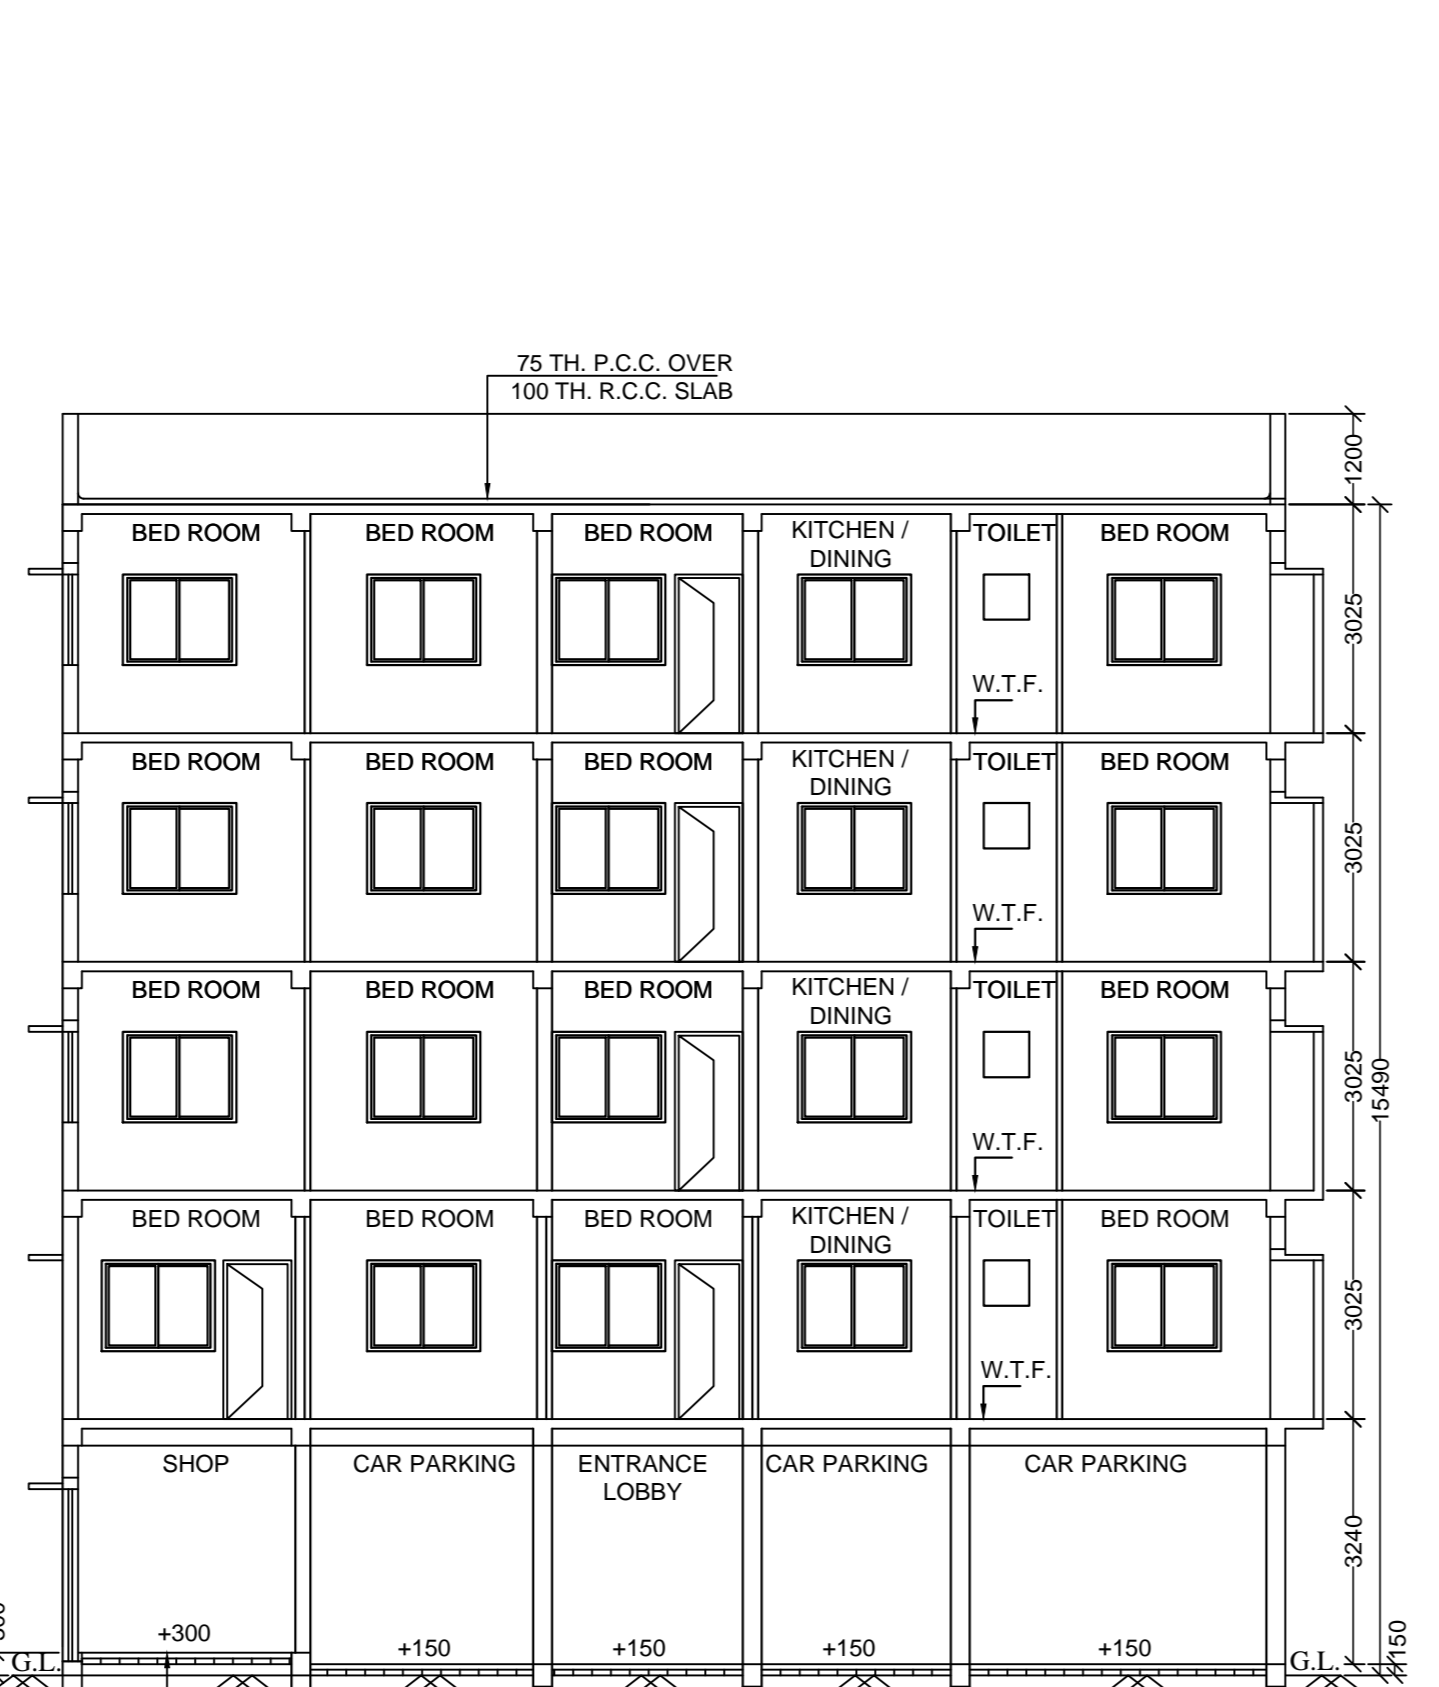 75 TH. P.C.C. OVER
100 TH. R.C.C. SLAB
1200
BED ROOM
BED ROOM
BED ROOM
KITCHEN /
DINING
TOILET
BED ROOM
3025
W.T.F.
BED ROOM
BED ROOM
BED ROOM
KITCHEN /
DINING
TOILET
BED ROOM
3025
W.T.F.
BED ROOM
BED ROOM
BED ROOM
KITCHEN /
DINING
TOILET
BED ROOM
3025
15490
W.T.F.
BED ROOM
BED ROOM
BED ROOM
KITCHEN /
DINING
TOILET
BED ROOM
3025
W.T.F.
SHOP
CAR PARKING
ENTRANCE
LOBBY
CAR PARKING
CAR PARKING
3240
+300
+150
+150
+150
+150
150
G.L.
G.L.